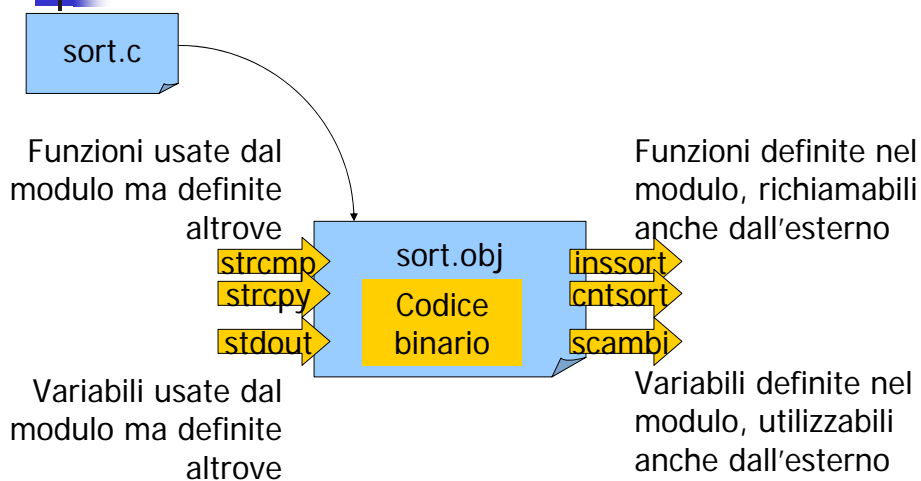 sort.c
Funzioni usate dal
modulo ma definite
altrove
strcmp
strcpy
stdout
Variabili usate dal
modulo ma definite
altrove
sort.obj
Codice
binario
Funzioni definite nel
modulo, richiamabili
anche dall'esterno
inssort
cntsort
scambi
Variabili definite nel
modulo, utilizzabili
anche dall'esterno